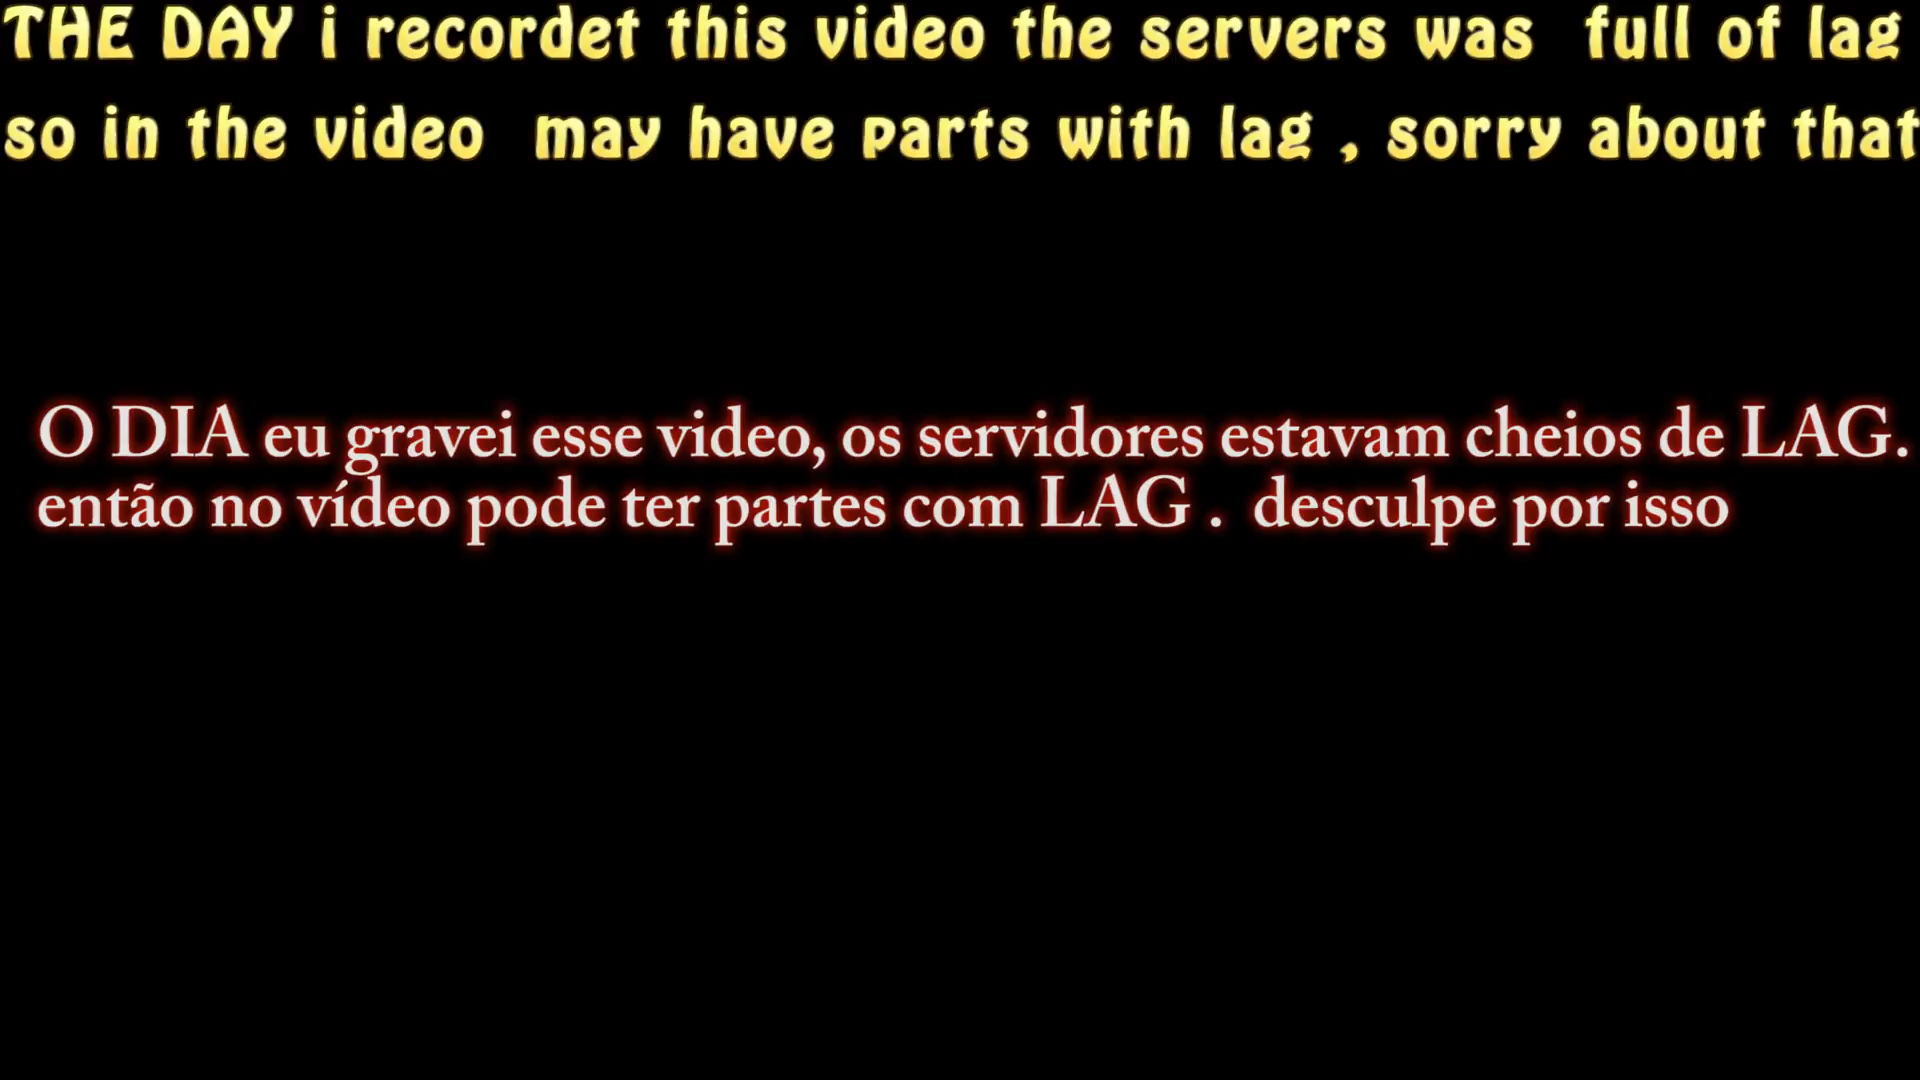 THE DAY i recordet this video the servers was full of lag
so in the video may have parts with lag , sorry about that
O DIA eu gravei esse video, os servidores estavam cheios de LAG.
então no vídeo pode ter partes com LAG . desculpe por isso